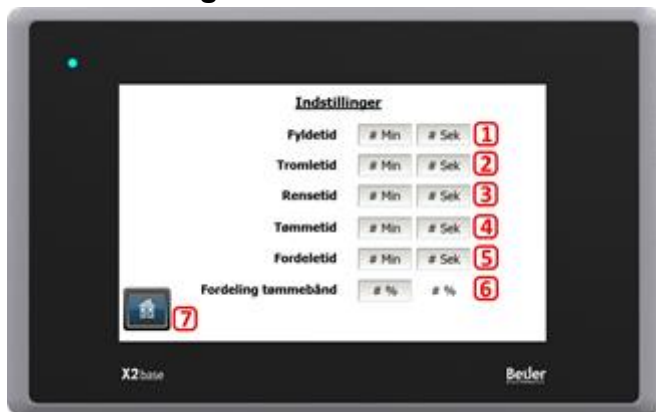 g
Indstillinger
Fyldetid # Min # Sek 1
Tromletid # Min # Sek 2
Rensetid # Min # Sek 3
Tømmetid # Min # Sek 4
Fordeletid # Min # Sek 5
Fordeling tømmebånd # % # % 6
7
X2 base